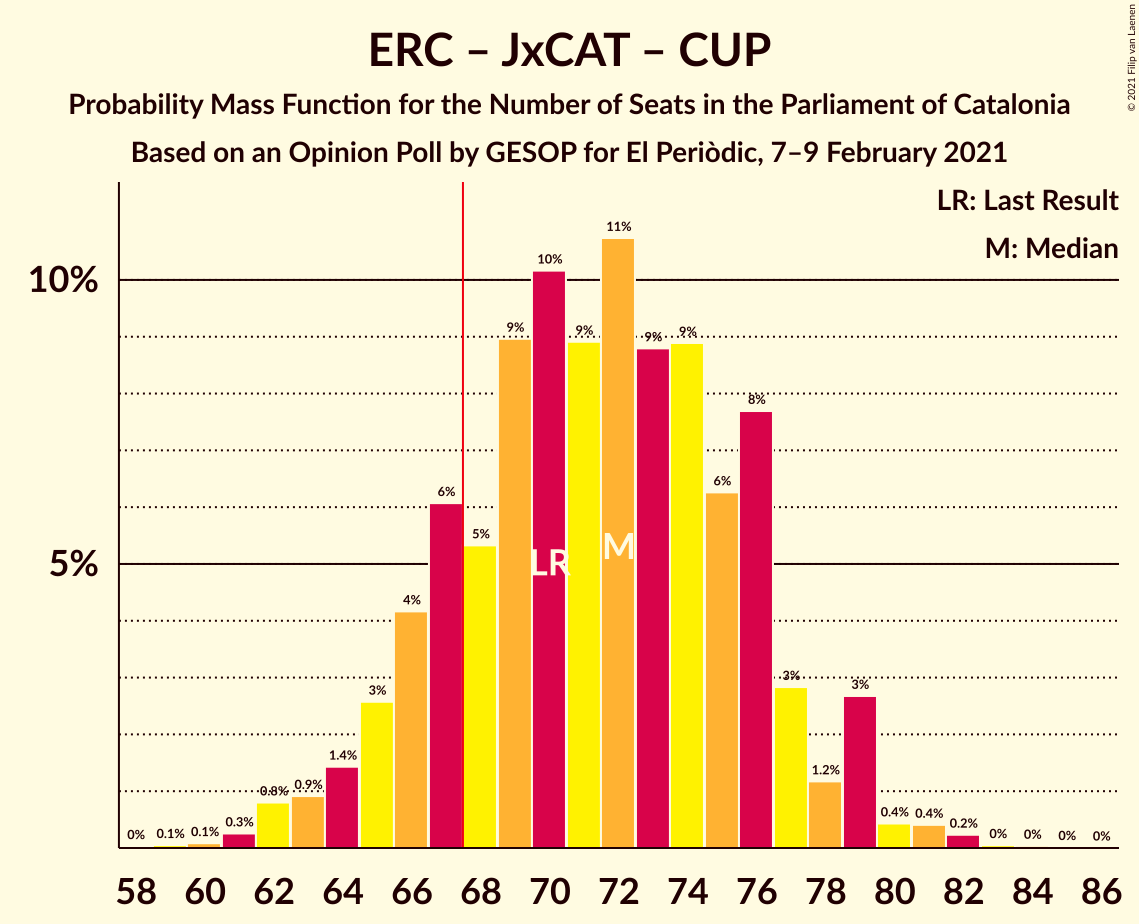 ERC – JxCAT – CUP
Probability Mass Function for the Number of Seats in the Parliament of Catalonia
Based on an Opinion Poll by GESOP for El Periòdic, 7–9 February 2021
© 2021 Filip van Laenen
LR: Last Result
M: Median
10%
5%
0% 0.1% 0.1% 0.3% 0.8% 0.9% 1.4% 3% 4% 6% 5% 9% 10% 9% 11% 9% 9% 6% 8% 3% 1.2% 3% 0.4% 0.4% 0.2% 0% 0% 0% 0%
LR M
58 60 62 64 66 68 70 72 74 76 78 80 82 84 86